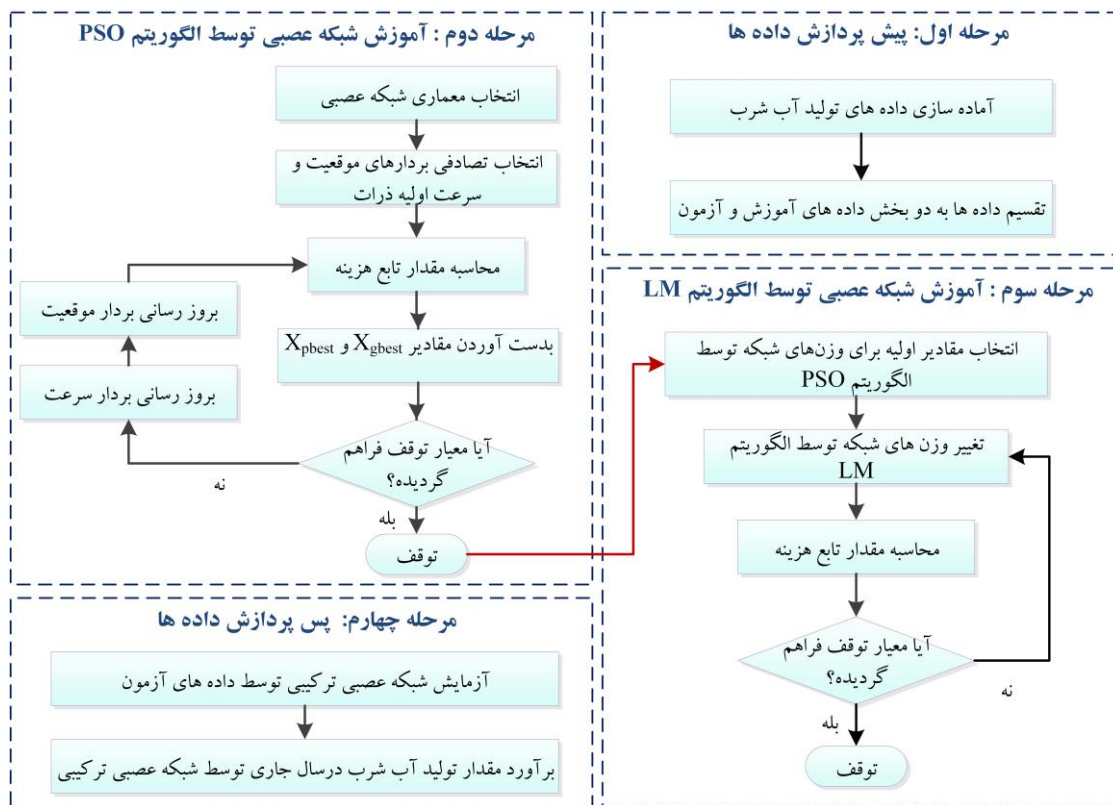 مرحله اول: پیش پردازش داده ها
آماده سازی داده های تولید آب شرب
تقسیم داده ها به دو بخش داده های آموزش و آزمون
مرحله دوم : آموزش شبکه عصبی توسط الگوریتم PSO
انتخاب معماری شبکه عصبی
انتخاب تصادفی بردارهای موقعیت و
سرعت اولیه ذرات
محاسبه مقدار تابع هزینه
بدست آوردن مقادیر Xgbest و Xpbest
آیا معیار توقف فراهم
گردیده؟
نه
بله
توقف
بروز رسانی بردار سرعت
بروز رسانی بردار موقعیت
مرحله سوم : آموزش شبکه عصبی توسط الگوریتم LM
انتخاب مقادیر اولیه برای وزن‌های شبکه توسط
الگوریتم PSO
تغییر وزن های شبکه توسط الگوریتم
LM
محاسبه مقدار تابع هزینه
آیا معیار توقف فراهم
گردیده؟
نه
بله
توقف
مرحله چهارم: پس پردازش داده ها
آزمایش شبکه عصبی ترکیبی توسط داده های آزمون
برآورد مقدار تولید آب شرب درسال جاری توسط شبکه عصبی ترکیبی